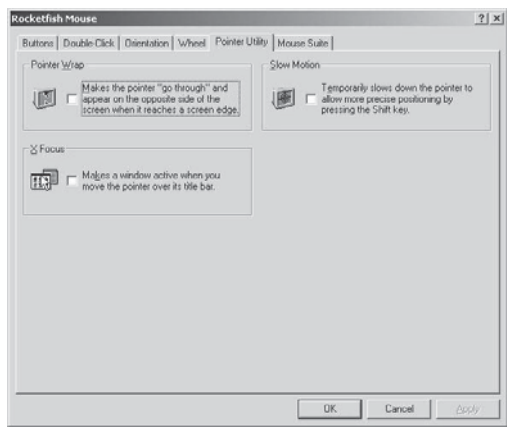 Rocketfish Mouse
Buttons Double-Click Orientation Wheel Pointer Utility Mouse Suite
Pointer Wrap
Makes the pointer "go through" and
appear on the opposite side of the
screen when it reaches a screen edge.
Slow Motion
Temporarily slows down the pointer to
allow more precise positioning by
pressing the Shift key.
X Focus
Makes a window active when you
move the pointer over its title bar.
OK Cancel Apply